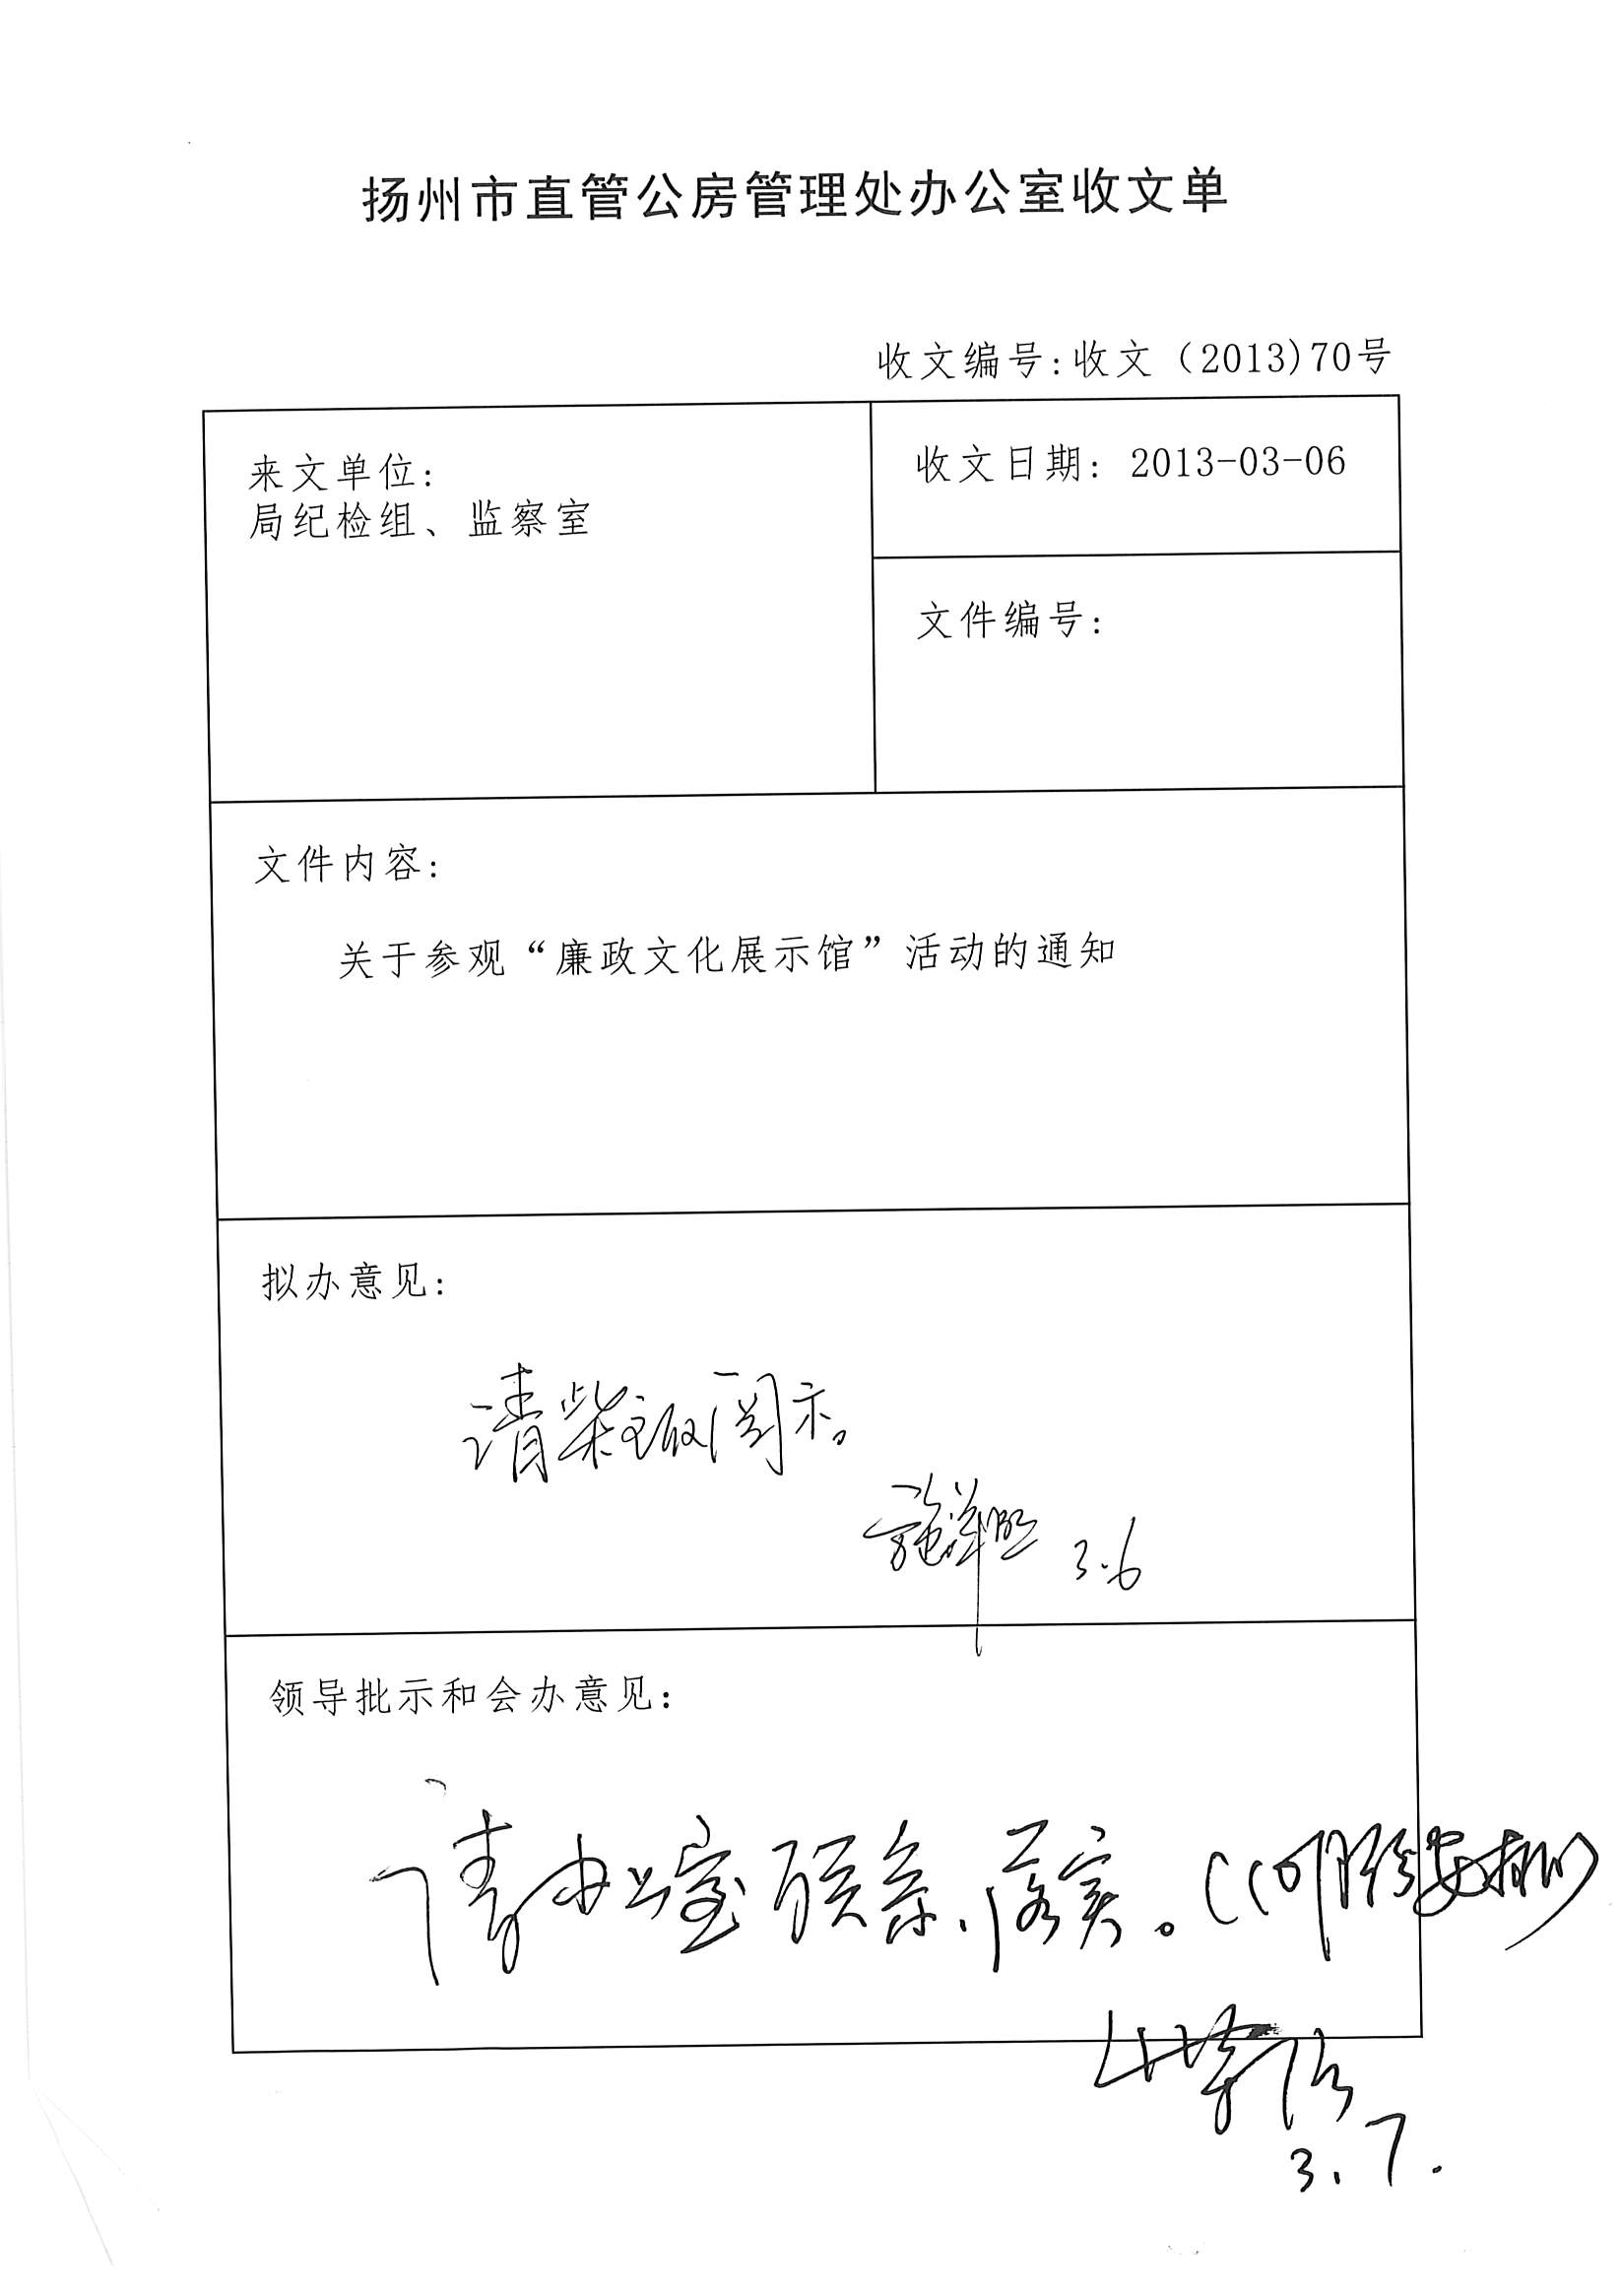 扬州市直管公房管理处办公室收文单
收文编号:收文（2013)70号
来文单位:
局纪检组、监察室
收文日期: 2013-03-06
文件编号:
文件内容:
关于参观“廉政文化展示馆”活动的通知
拟办意见:
请柴主任阅示。
3.6
领导批示和会办意见:
请办公室联系、落实。
3.7.